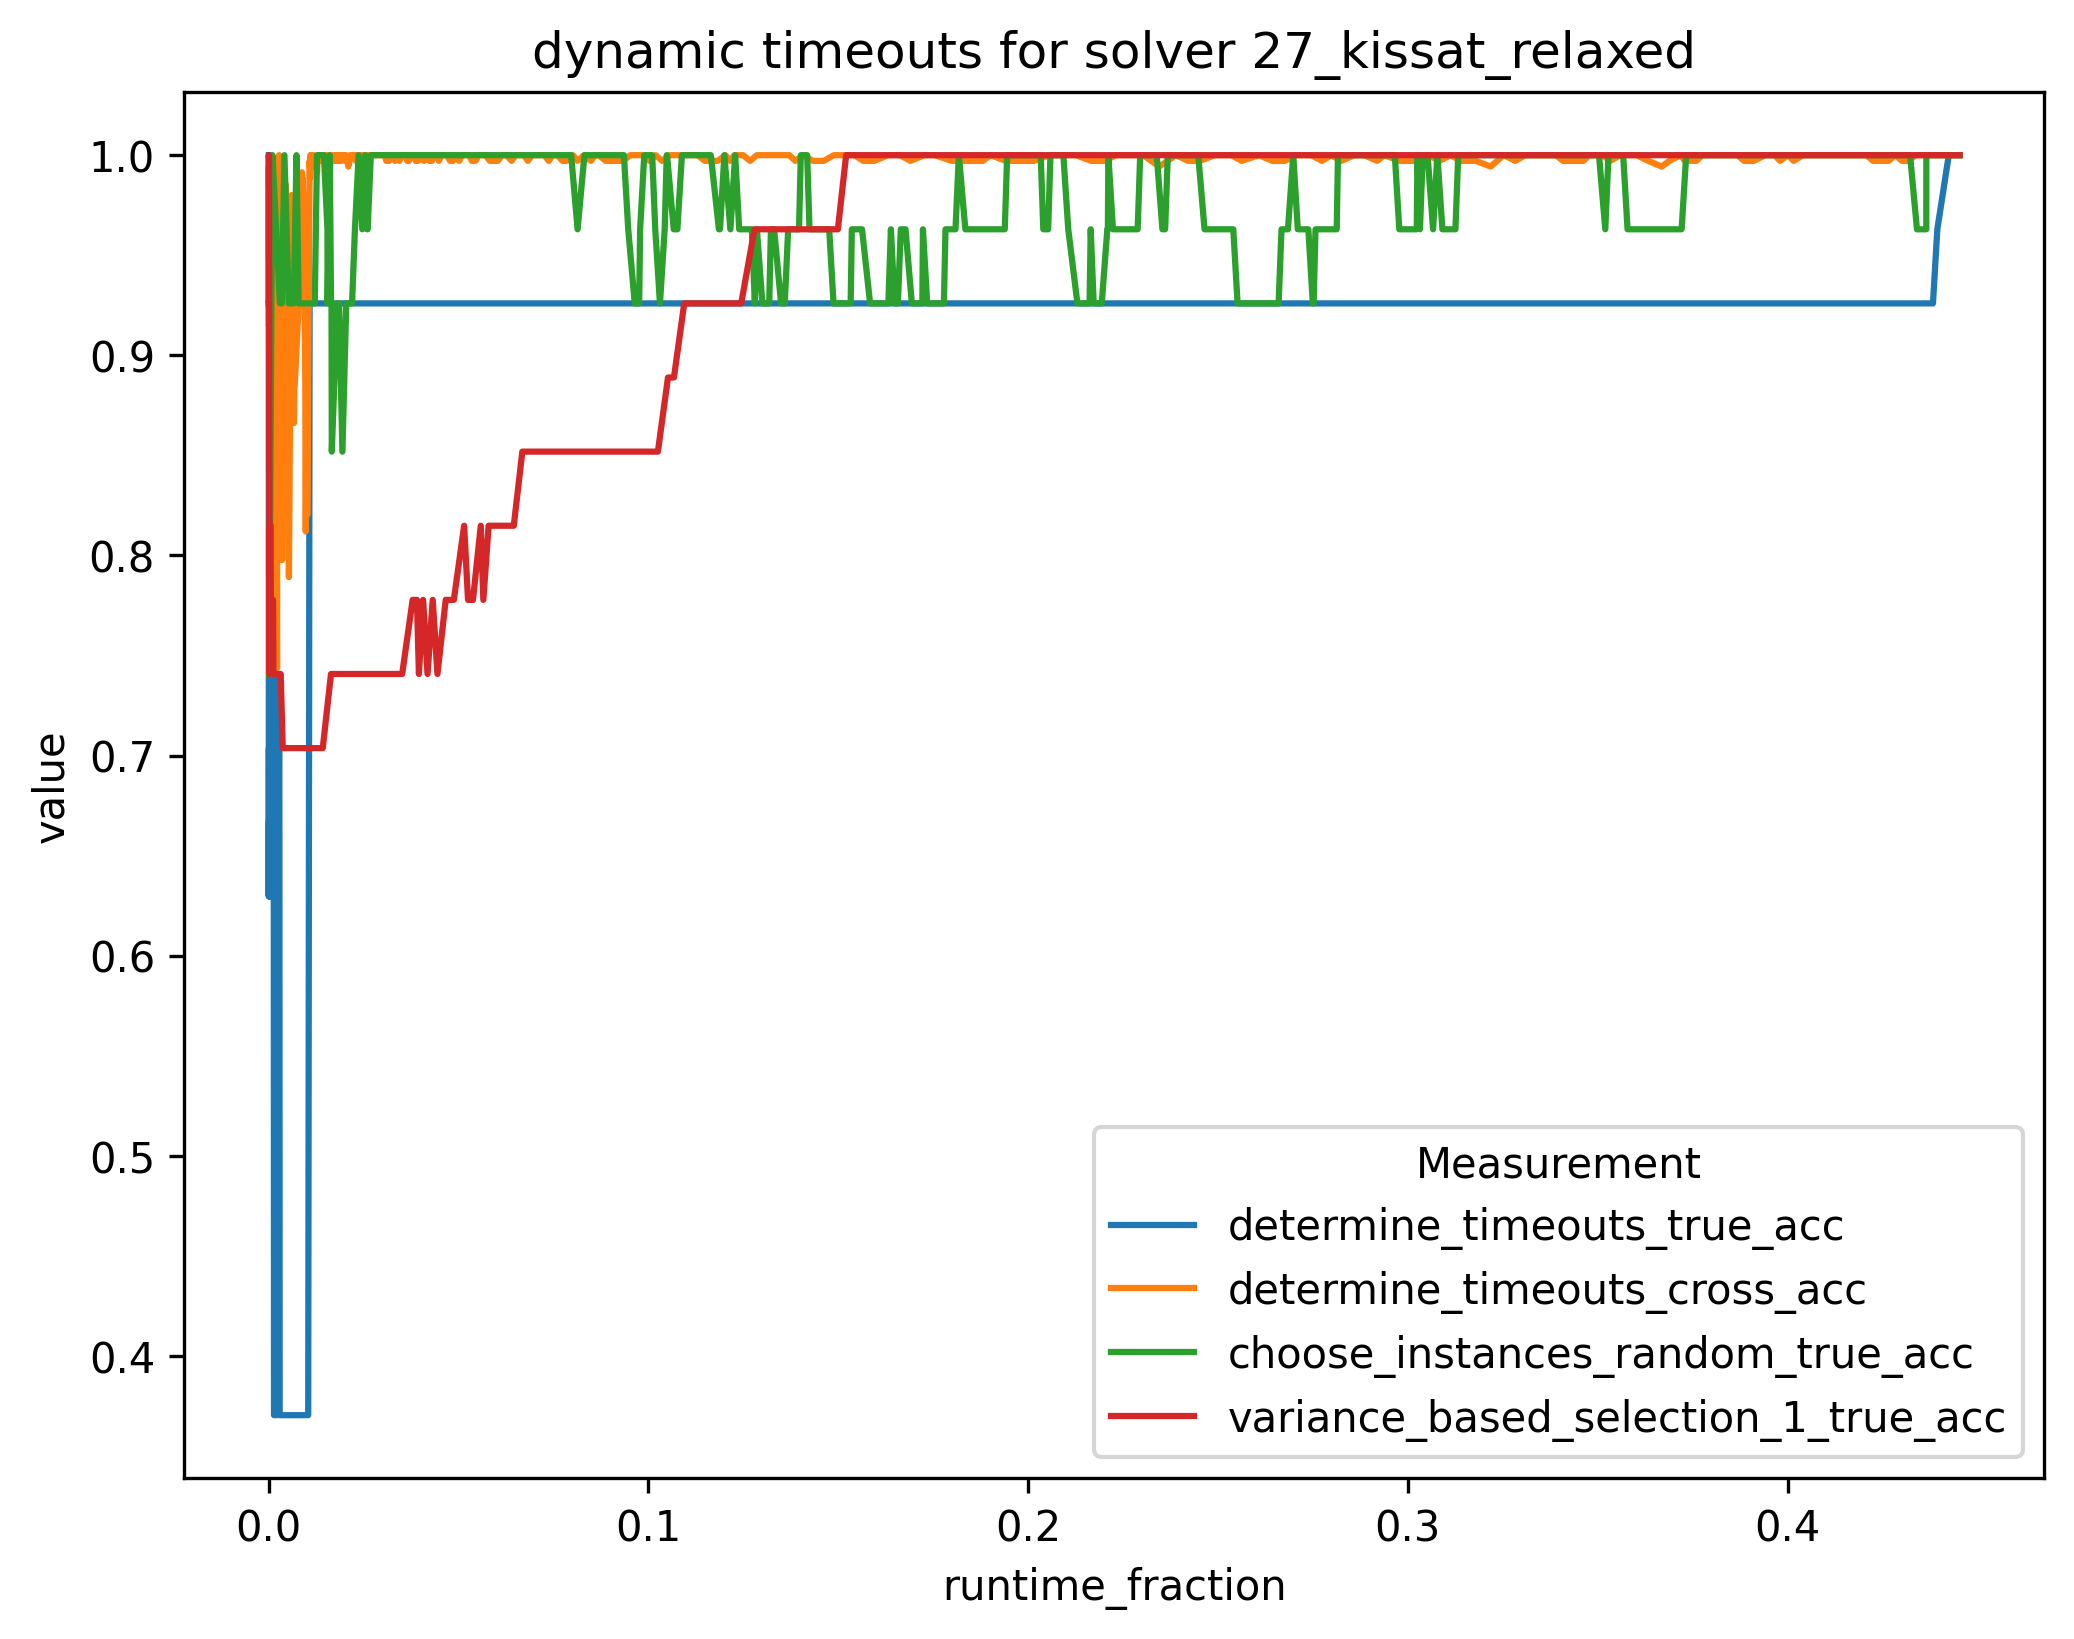 dynamic timeouts for solver 27_kissat_relaxed
1.0
0.9
0.8
0.7
0.6
0.5
0.4
value
0.0
0.1
0.2
0.3
0.4
runtime_fraction
Measurement
determine_timeouts_true_acc
determine_timeouts_cross_acc
choose_instances_random_true_acc
variance_based_selection_1_true_acc